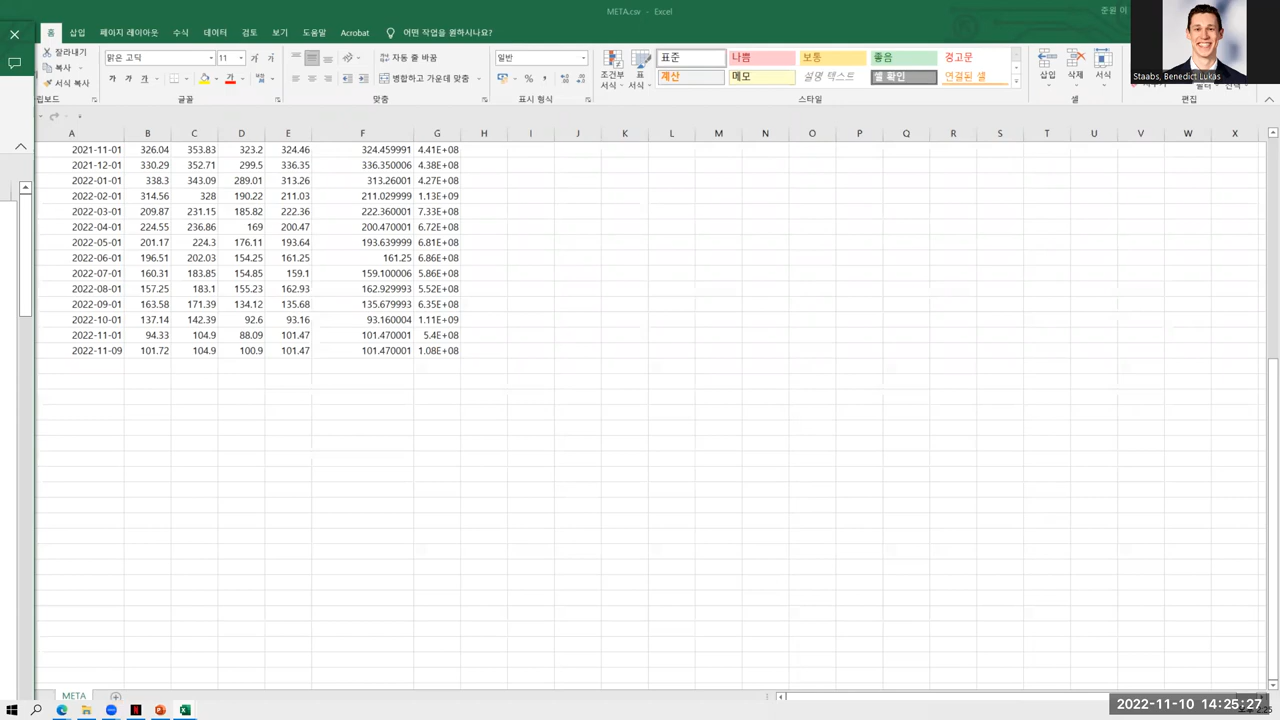 META.csv - Excel
준원 이
홈 삽입 페이지 레이아웃 수식 데이터 검토 보기 도움말 Acrobat 어떤 작업을 원하시나요?
잘라내기
복사
서식 복사
맑은 고딕 11
가 가 가
자동 줄 바꿈
병합하고 가운데 맞춤
일반
조건부 서식
표 서식
표준 나쁨 보통 좋음 경고문
계산 메모 설명 텍스트 셀 확인 연결된 셀
삽입 삭제 서식
글꼴 맞춤 표시 형식 스타일 셀 편집
Staabs, Benedict Lukas
A B C D E F G H I J K L M N O P Q R S T U V W X
2021-11-01 326.04 353.83 323.2 324.46 324.459991 4.41E+08
2021-12-01 330.29 352.71 299.5 336.35 336.350006 4.38E+08
2022-01-01 338.3 343.09 289.01 313.26 313.26001 4.27E+08
2022-02-01 314.56 328 190.22 211.03 211.029999 1.13E+09
2022-03-01 209.87 231.15 185.82 222.36 222.360001 7.33E+08
2022-04-01 224.55 236.86 169 200.47 200.470001 6.72E+08
2022-05-01 201.17 224.3 176.11 193.64 193.639999 6.81E+08
2022-06-01 196.51 202.03 154.25 161.25 161.25 6.86E+08
2022-07-01 160.31 183.85 154.85 159.1 159.100006 5.86E+08
2022-08-01 157.25 183.1 155.23 162.93 162.929993 5.52E+08
2022-09-01 163.58 171.39 134.12 135.68 135.679993 6.35E+08
2022-10-01 137.14 142.39 92.6 93.16 93.160004 1.11E+09
2022-11-01 94.33 104.9 88.09 101.47 101.470001 5.4E+08
2022-11-09 101.72 104.9 100.9 101.47 101.470001 1.08E+08
META
2022-11-10 14:25:27